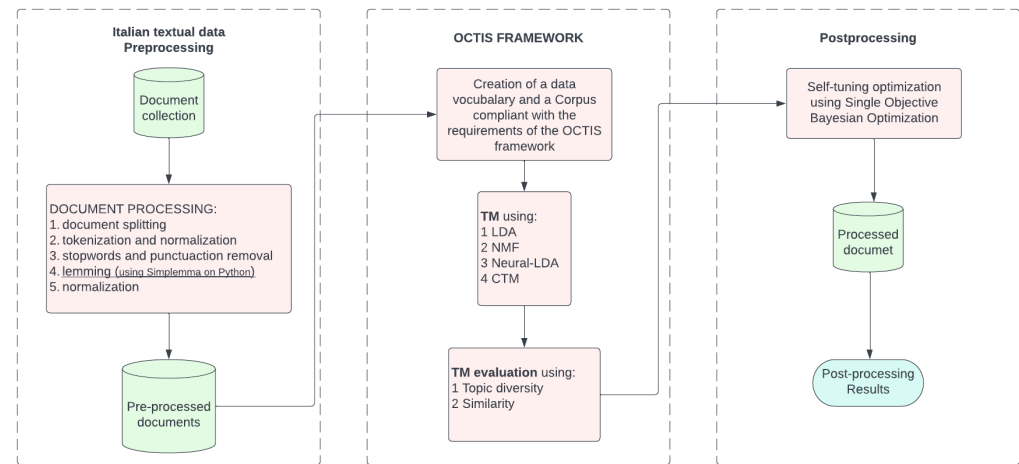 Italian textual data
Preprocessing
Document
collection
DOCUMENT PROCESSING:
1. document splitting
2. tokenization and normalization
3. stopwords and punctuaction removal
4. lemming (using Simplemma on Python)
5. normalization
Pre-processed
documents
OCTIS FRAMEWORK
Creation of a data
vocubalary and a Corpus
compliant with the
requirements of the OCTIS
framework
TM using:
1 LDA
2 NMF
3 Neural-LDA
4 CTM
TM evaluation using:
1 Topic diversity
2 Similarity
Postprocessing
Self-tuning optimization
using Single Objective
Bayesian Optimization
Processed
documet
Post-processing
Results